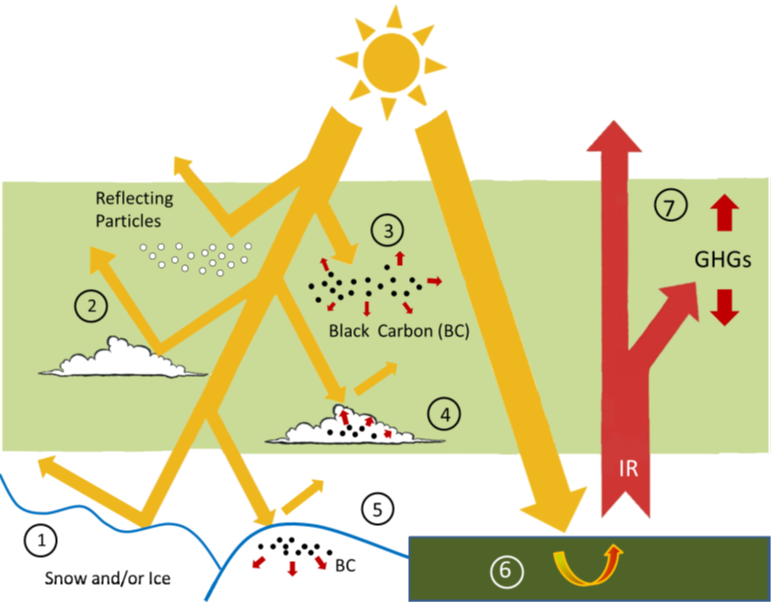 Reflecting
Particles
3
7
GHGs
2
Black Carbon (BC)
4
IR
5
1
BC
6
Snow and/or Ice